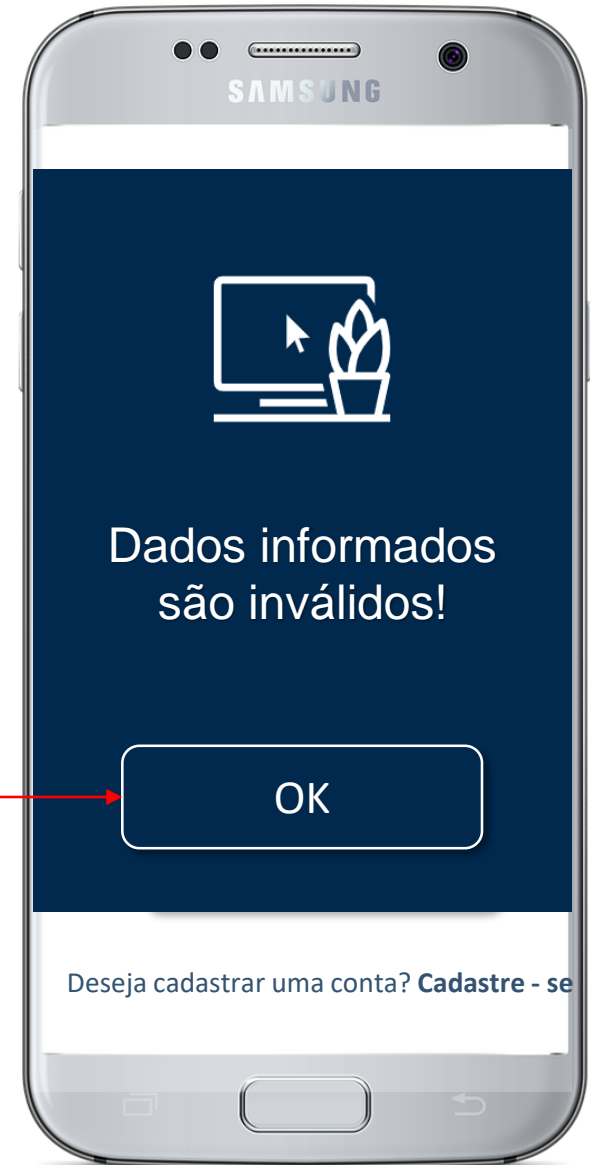 SAMSUNG
Dados informados
são inválidos!
OK
Deseja cadastrar uma conta? Cadastre - se